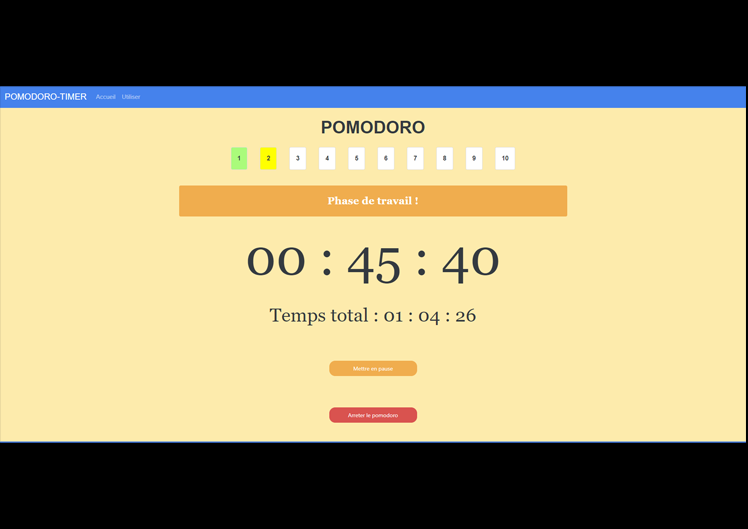 POMODORO-TIMER Accueil Utiliser
POMODORO
1 2 3 4 5 6 7 8 9 10
Phase de travail !
00 : 45 : 40
Temps total : 01 : 04 : 26
Mettre en pause
Arreter le pomodoro